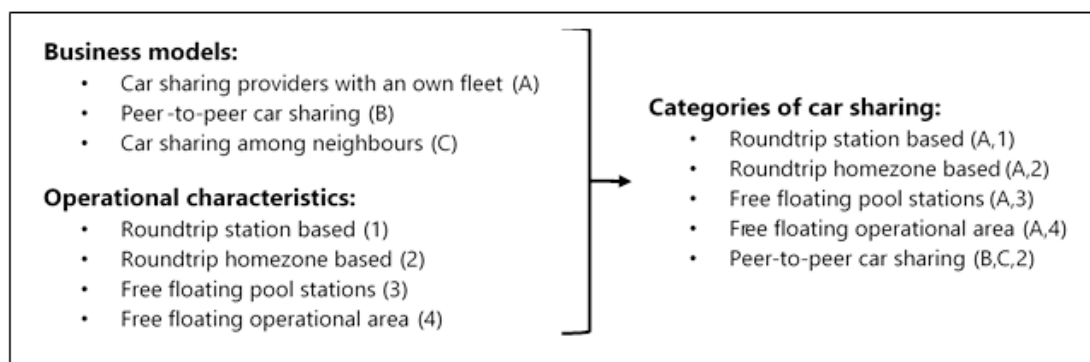 Business models:
• Car sharing providers with an own fleet (A)
• Peer-to-peer car sharing (B)
• Car sharing among neighbours (C)
Operational characteristics:
• Roundtrip station based (1)
• Roundtrip homezone based (2)
• Free floating pool stations (3)
• Free floating operational area (4)
Categories of car sharing:
• Roundtrip station based (A,1)
• Roundtrip homezone based (A,2)
• Free floating pool stations (A,3)
• Free floating operational area (A,4)
• Peer-to-peer car sharing (B,C,2)